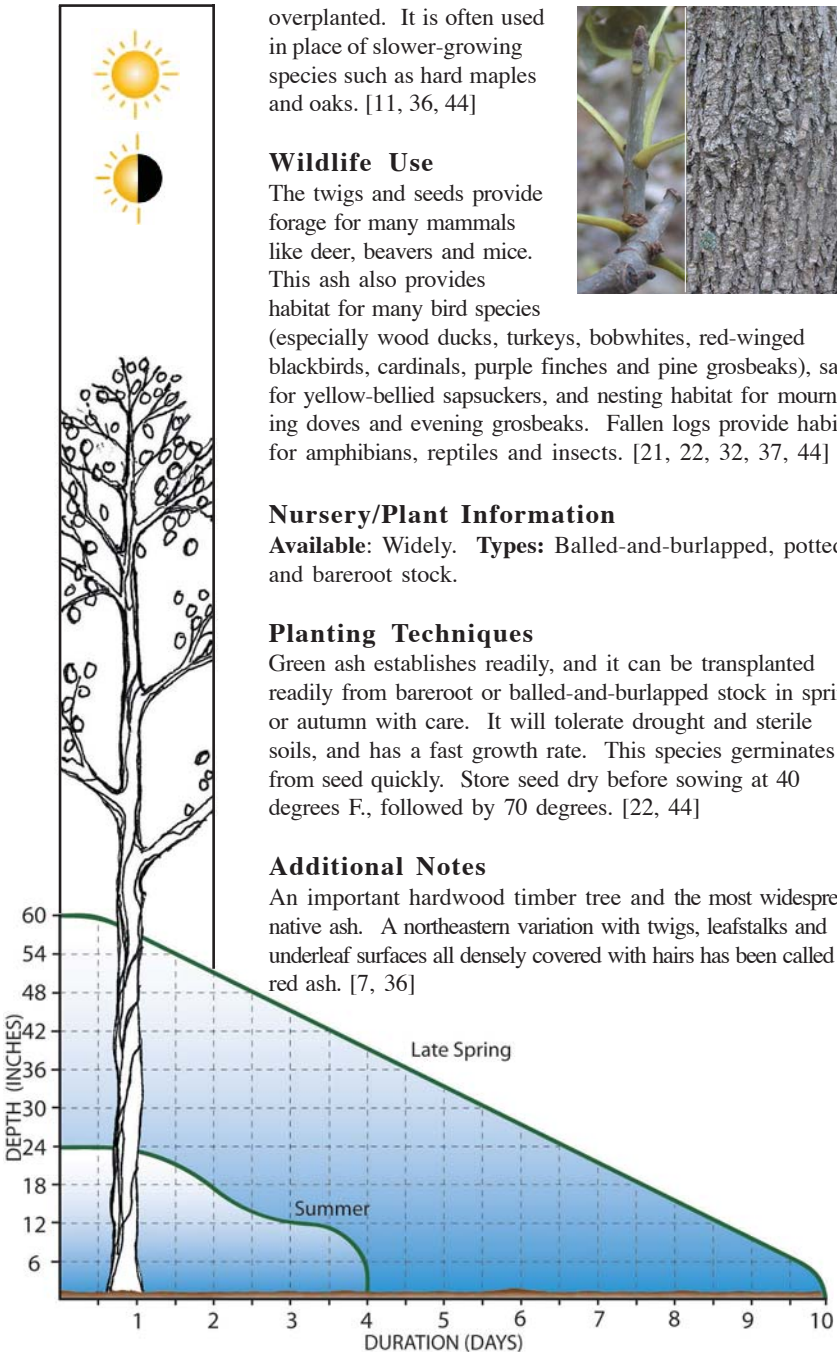 overplanted. It is often used
in place of slower-growing
species such as hard maples
and oaks. [11, 36, 44]
Wildlife Use
The twigs and seeds provide
forage for many mammals
like deer, beavers and mice.
This ash also provides
habitat for many bird species
(especially wood ducks, turkeys, bobwhites, red-winged
blackbirds, cardinals, purple finches and pine grosbeaks), sa
for yellow-bellied sapsuckers, and nesting habitat for mourn
ing doves and evening grosbeaks. Fallen logs provide habi
for amphibians, reptiles and insects. [21, 22, 32, 37, 44]
Nursery/Plant Information
Available: Widely. Types: Balled-and-burlapped, potted
and bareroot stock.
Planting Techniques
Green ash establishes readily, and it can be transplanted
readily from bareroot or balled-and-burlapped stock in spri
or autumn with care. It will tolerate drought and sterile
soils, and has a fast growth rate. This species germinates
from seed quickly. Store seed dry before sowing at 40
degrees F., followed by 70 degrees. [22, 44]
Additional Notes
An important hardwood timber tree and the most widespre
native ash. A northeastern variation with twigs, leafstalks and
underleaf surfaces all densely covered with hairs has been called
red ash. [7, 36]
60
54
48
42
36
30
24
18
12
6
DEPTH (INCHES)
Late Spring
Summer
1 2 3 4 5 6 7 8 9 10
DURATION (DAYS)